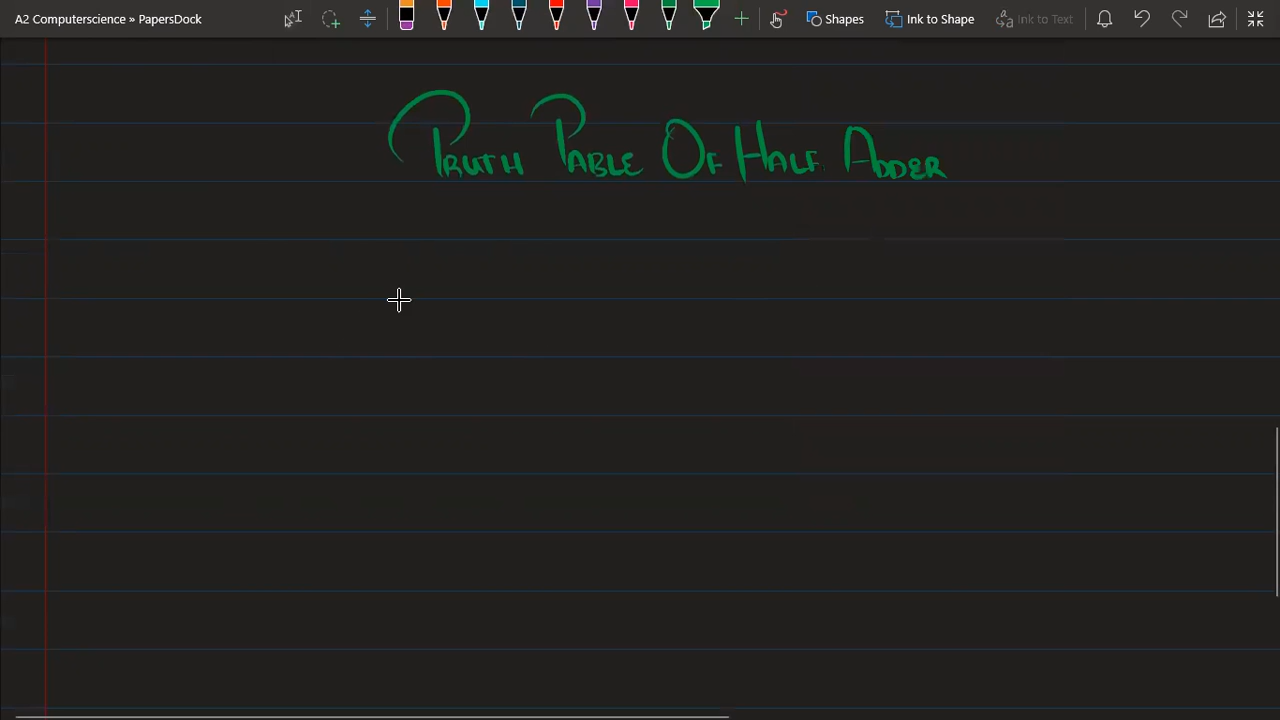 A2 Computerscience » PapersDock
Shapes
Ink to Shape
Ink to Text
TRUTH TABLE OF HALF ADDER